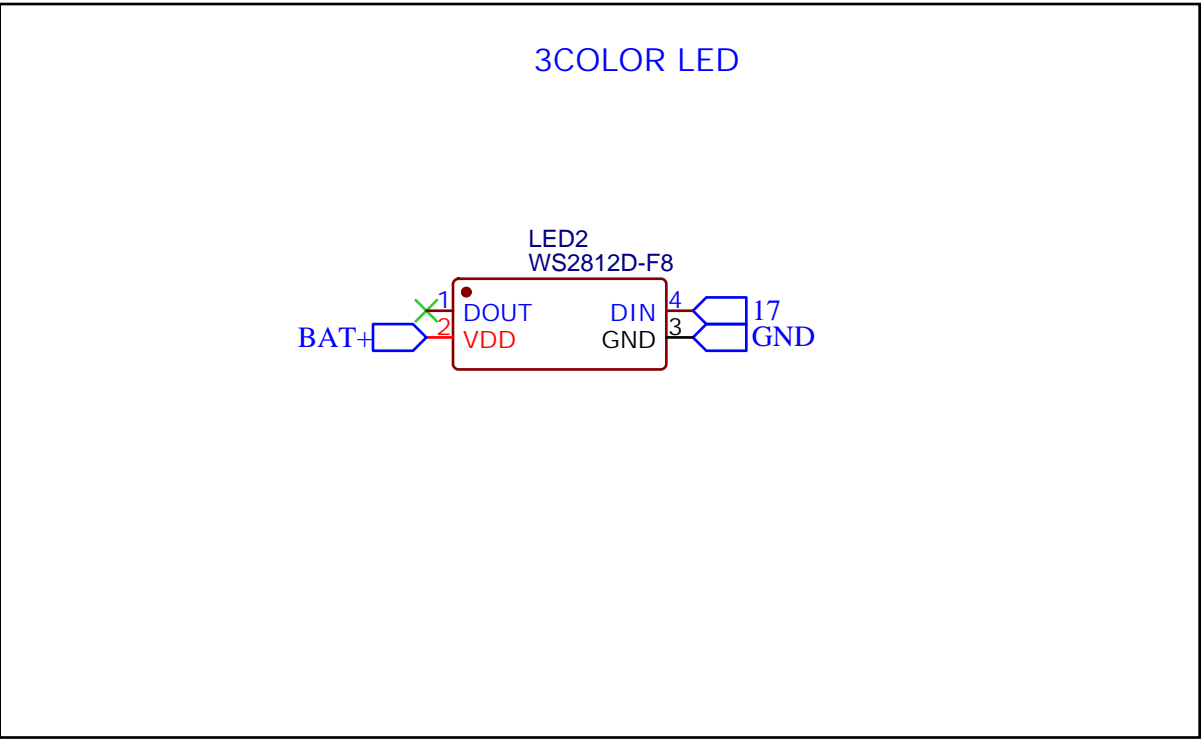 3COLOR LED
LED2
WS2812D-F8
1 DOUT DIN 4 17
BAT+ 2 VDD GND 3 GND